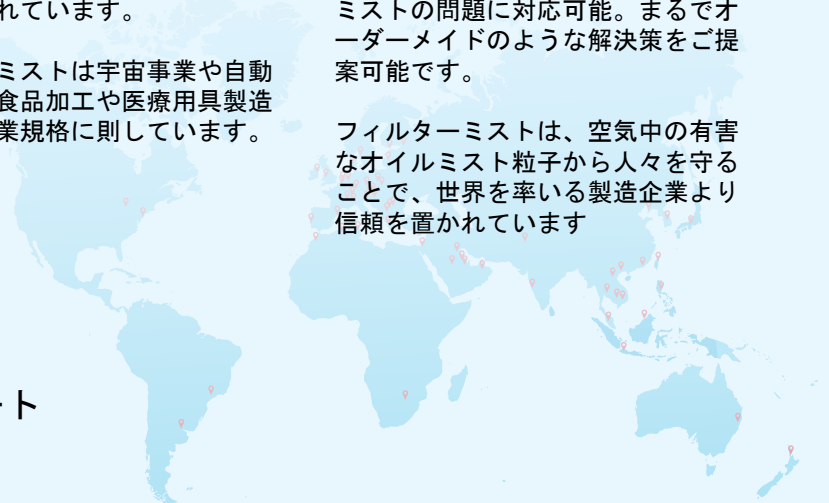 れています。
ミストは宇宙事業や自動
食品加工や医療用具製造
業規格に則しています。
ミストの問題に対応可能。まるでオ
ーダーメイドのような解決策をご提
案可能です。
フィルターミストは、空気中の有害
なオイルミスト粒子から人々を守る
ことで、世界を率いる製造企業より
信頼を置かれています
ート